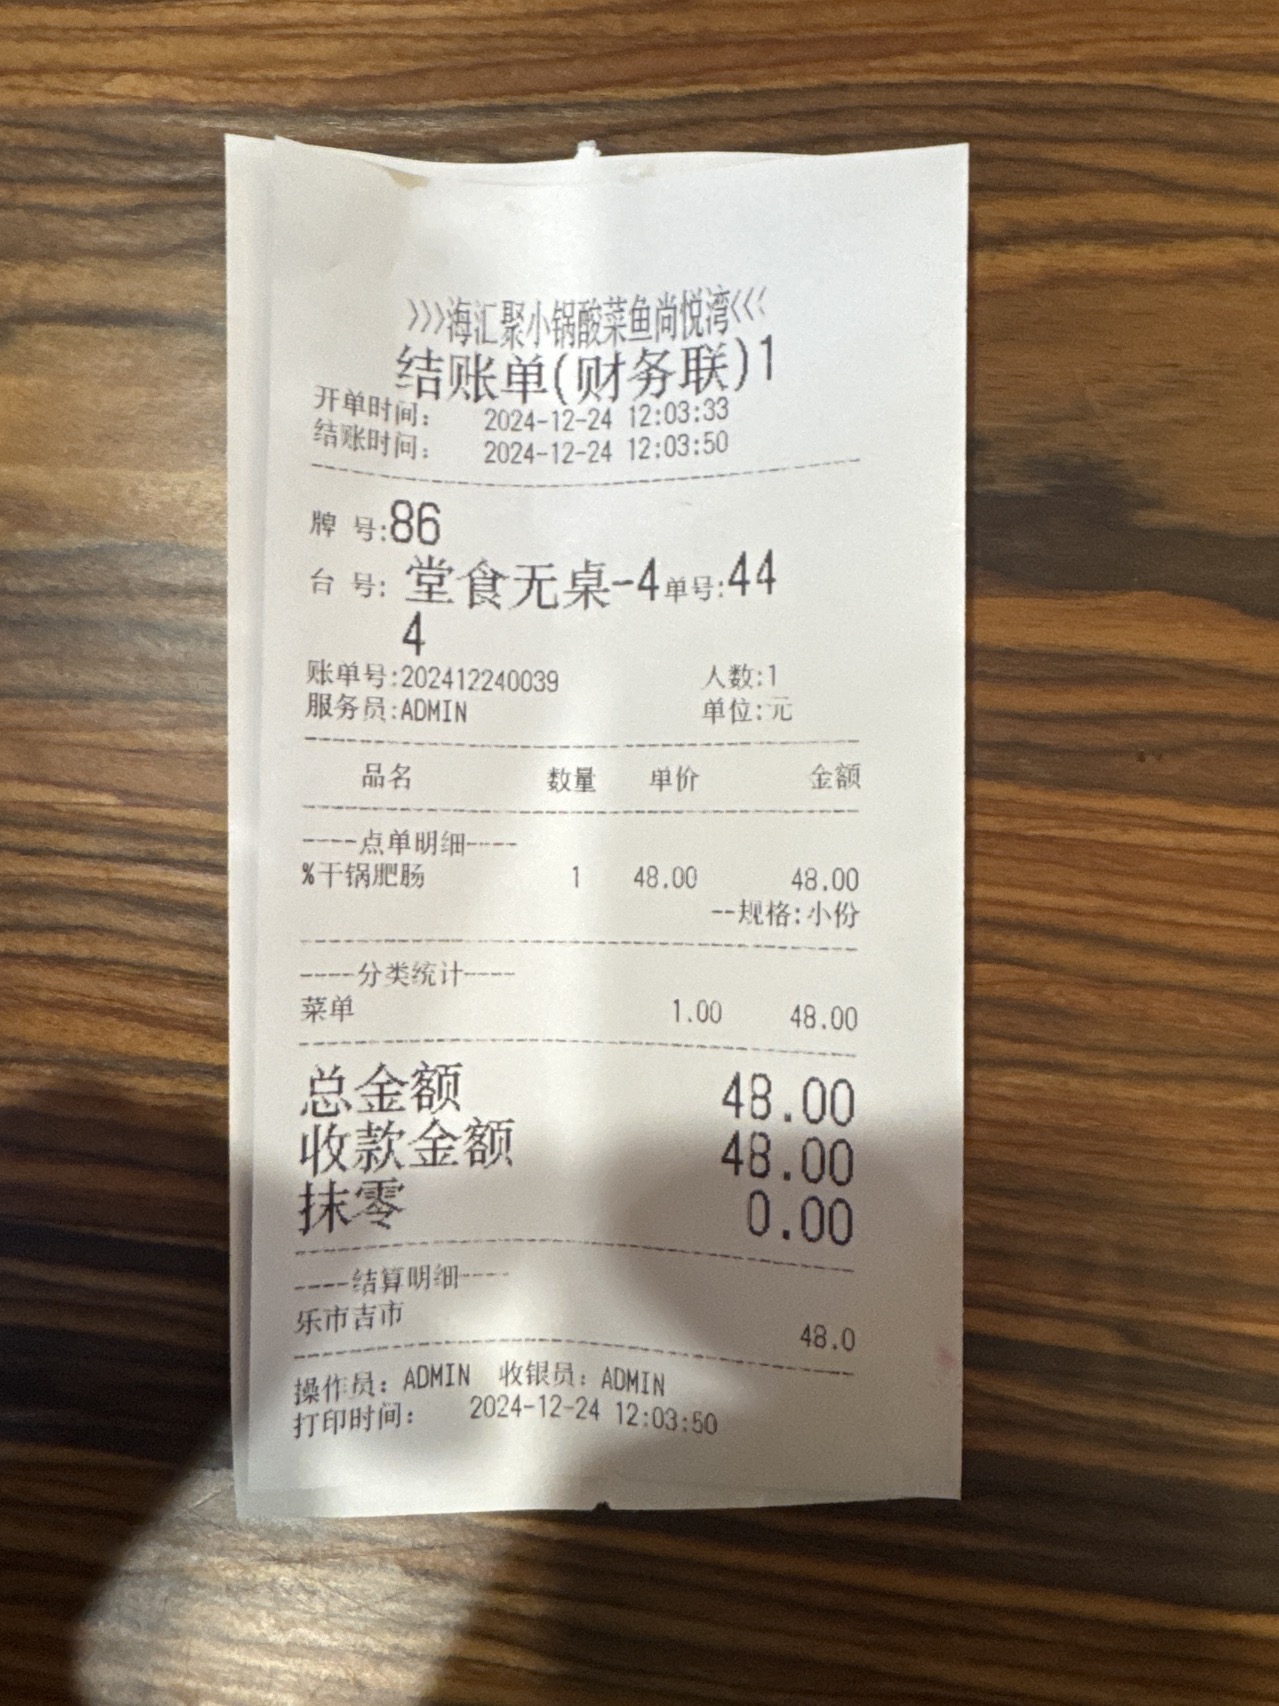 >>>海汇聚小锅酸菜鱼尚悦湾<<<
结账单(财务联)1
开单时间: 2024-12-24 12:03:33
结账时间: 2024-12-24 12:03:50
牌 号:86
台 号: 堂食无桌-4单号:44
4
账单号:202412240039 人数:1
服务员:ADMIN 单位:元
品名 数量 单价 金额
----点单明细----
%干锅肥肠 1 48.00 48.00
--规格:小份
----分类统计----
菜单 1.00 48.00
总金额 48.00
收款金额 48.00
抹零 0.00
----结算明细----
乐市吉市 48.0
操作员: ADMIN 收银员: ADMIN
打印时间: 2024-12-24 12:03:50